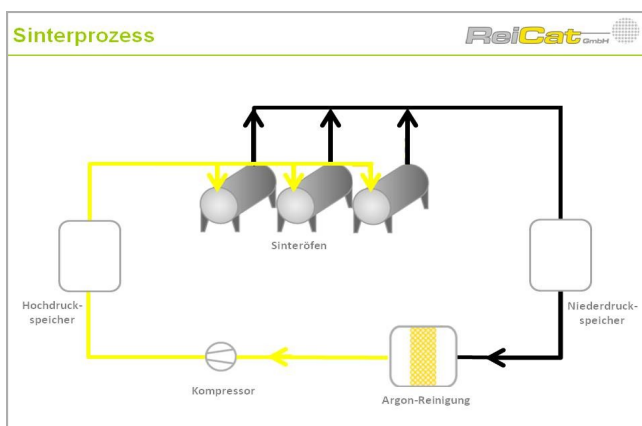 Sinterprozess
ReiCat GmbH
Sinteröfen
Hochdruck-
speicher
Niederdruck-
speicher
Kompressor
Argon-Reinigung